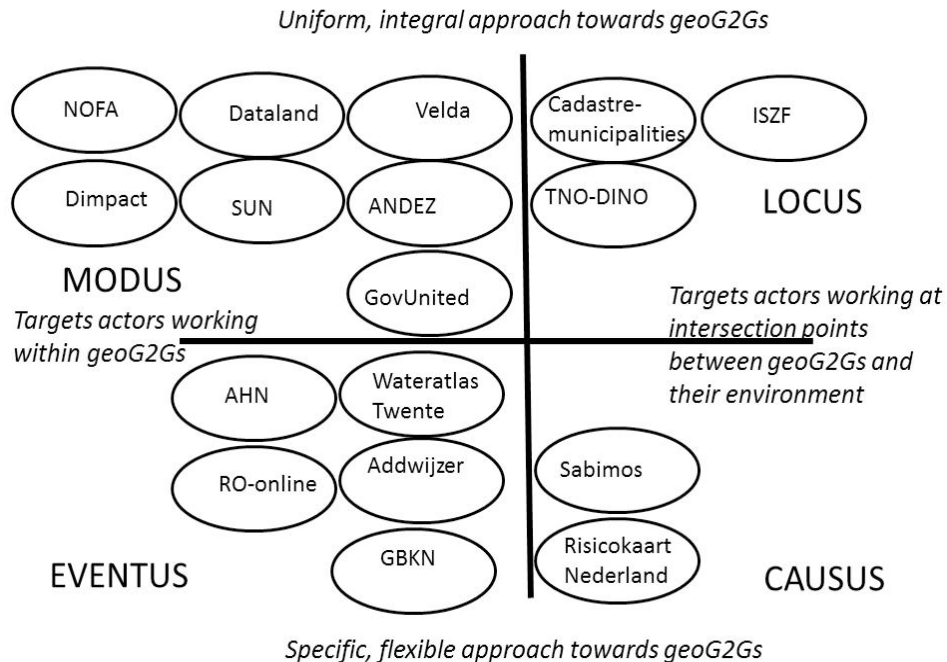 Uniform, integral approach towards geoG2Gs
NOFA
Dataland
Velda
Cadastre-
municipalities
ISZF
Dimpact
SUN
ANDEZ
TNO-DINO
LOCUS
MODUS
GovUnited
Targets actors working
within geoG2Gs
Targets actors working at
intersection points
between geoG2Gs and
their environment
AHN
Wateratlas
Twente
RO-online
Addwijzer
Sabimos
GBKN
Risicokaart
Nederland
EVENTUS
CAUSUS
Specific, flexible approach towards geoG2Gs